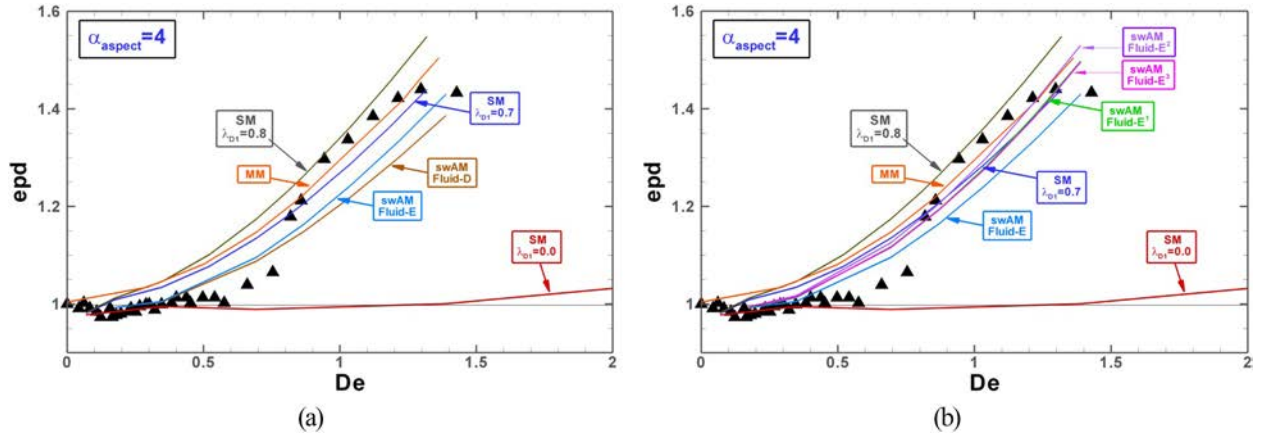 α_aspect=4
1.6
1.4
1.2
1
epd
SM
λ_D1=0.8
MM
SM
λ_D1=0.7
swAM
Fluid-D
swAM
Fluid-E
SM
λ_D1=0.0
0
0.5
1
1.5
2
De
(a)
α_aspect=4
1.6
1.4
1.2
1
epd
swAM
Fluid-E²
swAM
Fluid-E³
swAM
Fluid-E¹
SM
λ_D1=0.8
MM
SM
λ_D1=0.7
swAM
Fluid-E
SM
λ_D1=0.0
0
0.5
1
1.5
2
De
(b)